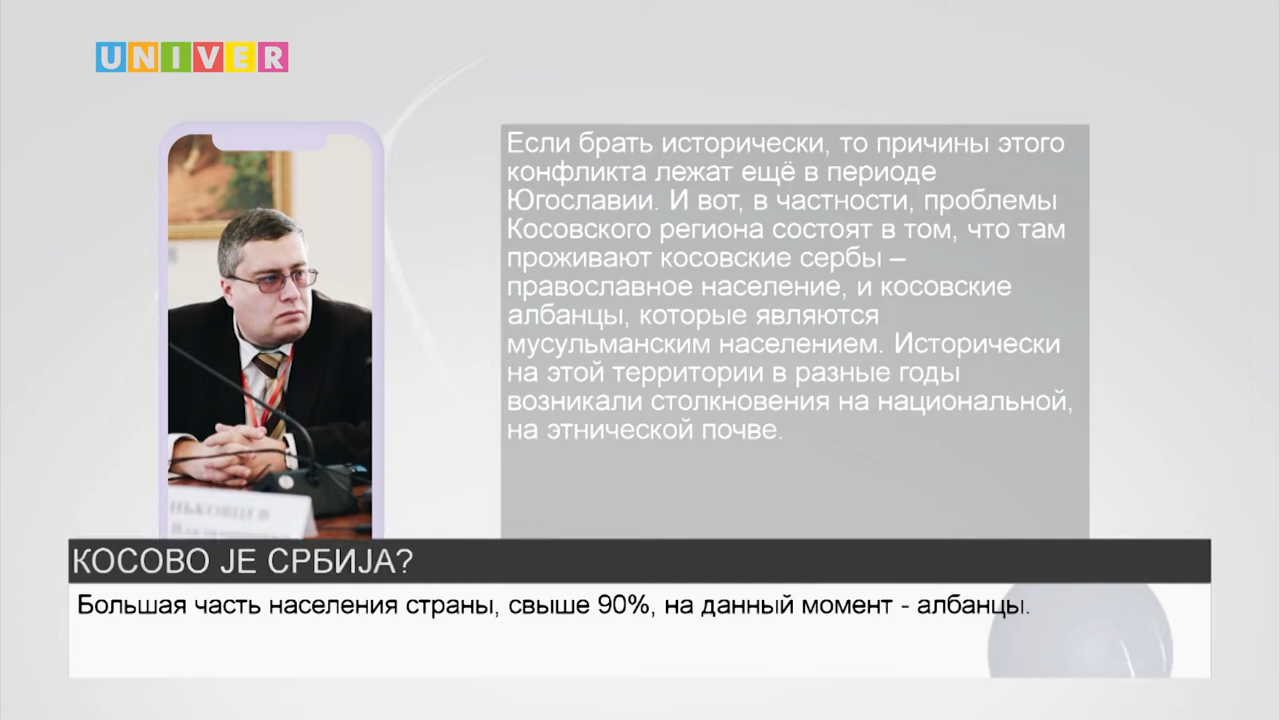 UNIVER
Если брать исторически, то причины этого
конфликта лежат ещё в периоде
Югославии. И вот, в частности, проблемы
Косовского региона состоят в том, что там
проживают косовские сербы –
православное население, и косовские
албанцы, которые являются
мусульманским населением. Исторически
на этой территории в разные годы
возникали столкновения на национальной,
на этнической почве.
КОСОВО ЈЕ СРБИЈА?
Большая часть населения страны, свыше 90%, на данный момент - албанцы.